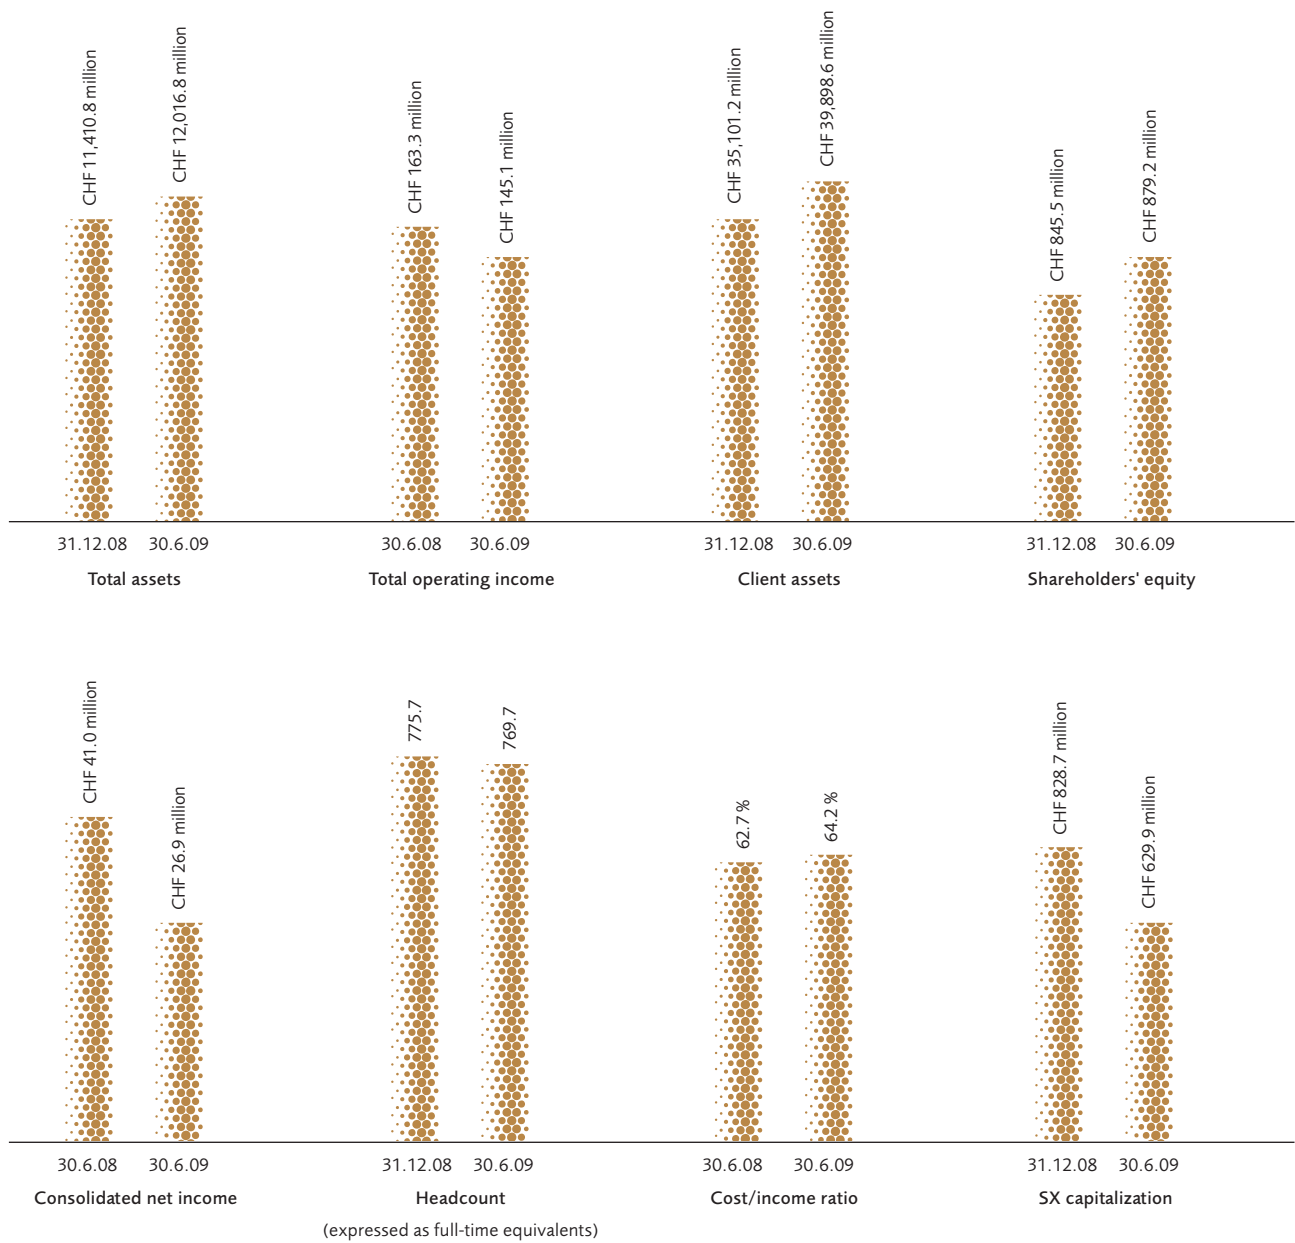 CHF 11,410.8 million
CHF 12,016.8 million
CHF 163.3 million
CHF 145.1 million
CHF 35,101.2 million
CHF 39,898.6 million
CHF 845.5 million
CHF 879.2 million
31.12.08 30.6.09
30.6.08 30.6.09
31.12.08 30.6.09
31.12.08 30.6.09
Total assets
Total operating income
Client assets
Shareholders' equity
CHF 41.0 million
CHF 26.9 million
775.7
769.7
62.7 %
64.2 %
CHF 828.7 million
CHF 629.9 million
30.6.08 30.6.09
31.12.08 30.6.09
30.6.08 30.6.09
31.12.08 30.6.09
Consolidated net income
Headcount
Cost/income ratio
SX capitalization
(expressed as full-time equivalents)